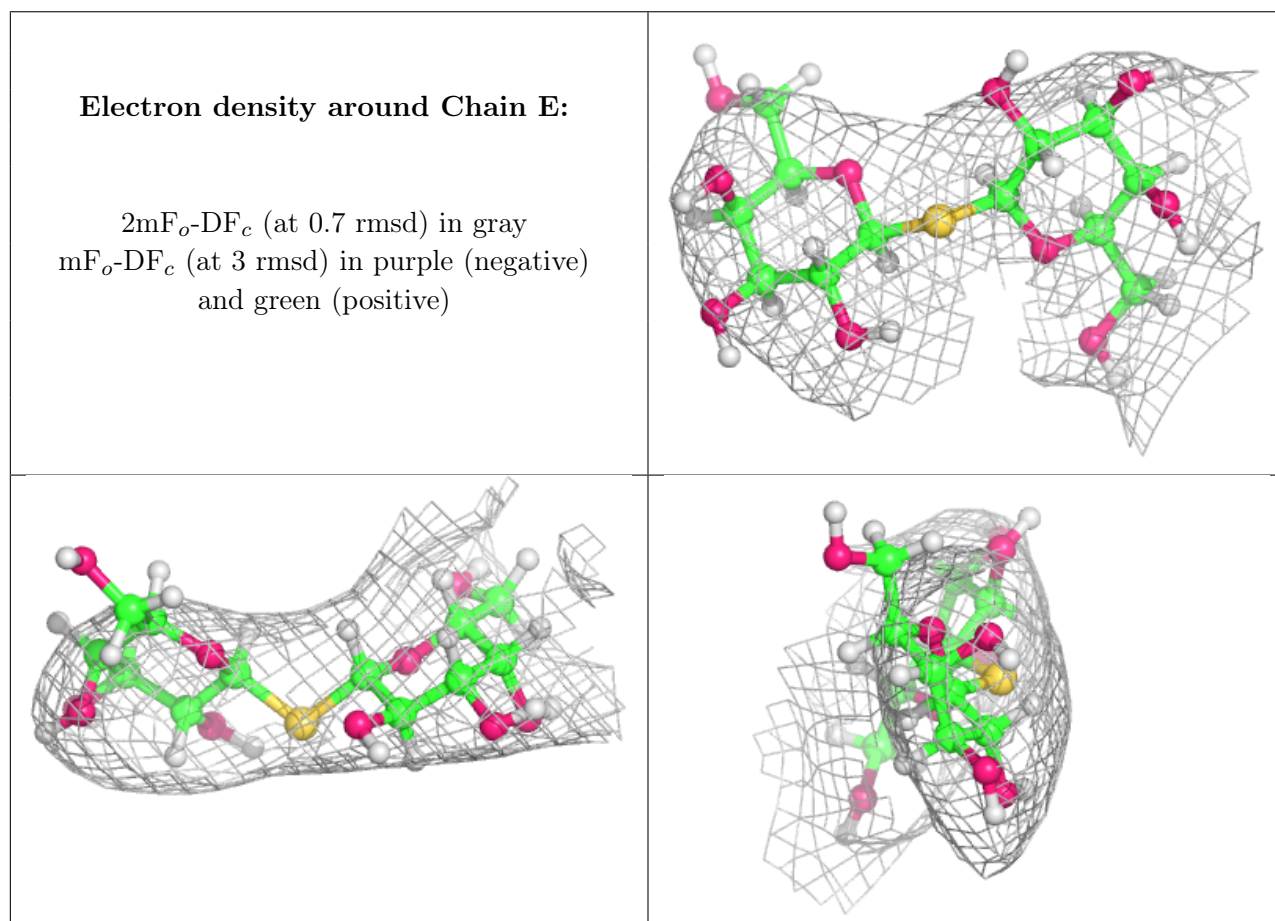 Electron density around Chain E:
2mFo-DFc (at 0.7 rmsd) in gray
mFo-DFc (at 3 rmsd) in purple (negative)
and green (positive)